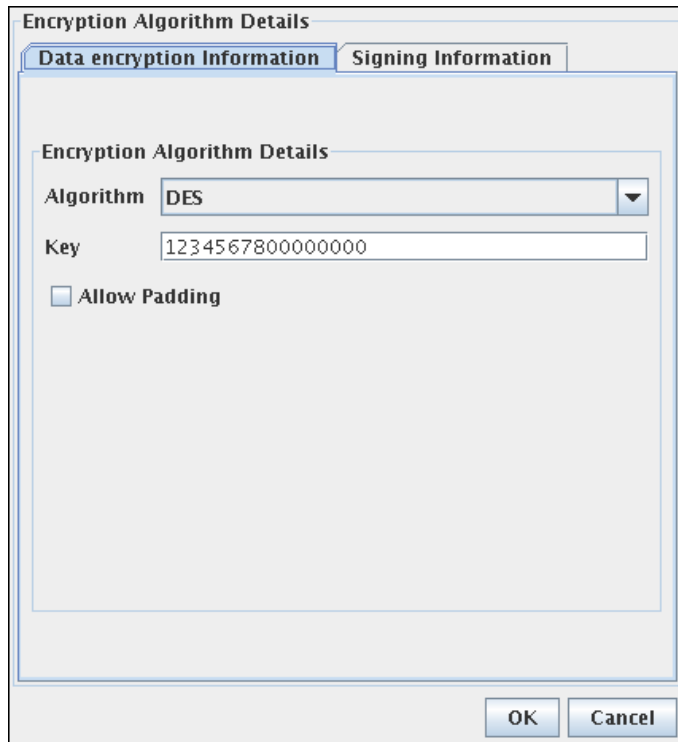 Encryption Algorithm Details
Data encryption Information Signing Information
Encryption Algorithm Details
Algorithm DES
Key 1234567800000000
Allow Padding
OK Cancel